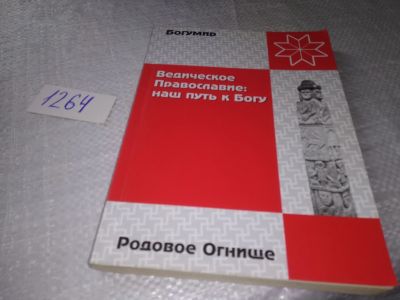 Богумир
Ведическое
Православие:
наш путь к Богу
1264
Родовое Огнище